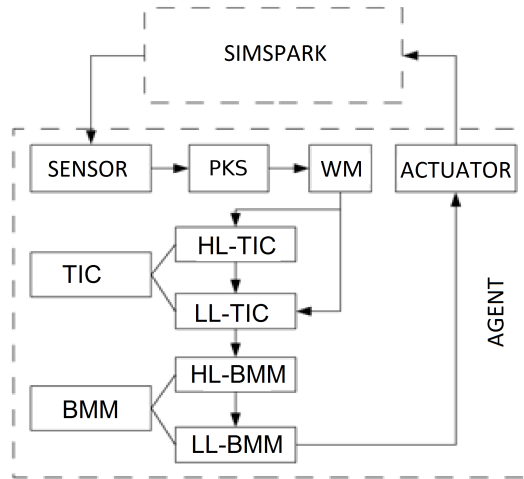 SIMSPARK
SENSOR
PKS
WM
ACTUATOR
HL-TIC
TIC
LL-TIC
AGENT
HL-BMM
BMM
LL-BMM